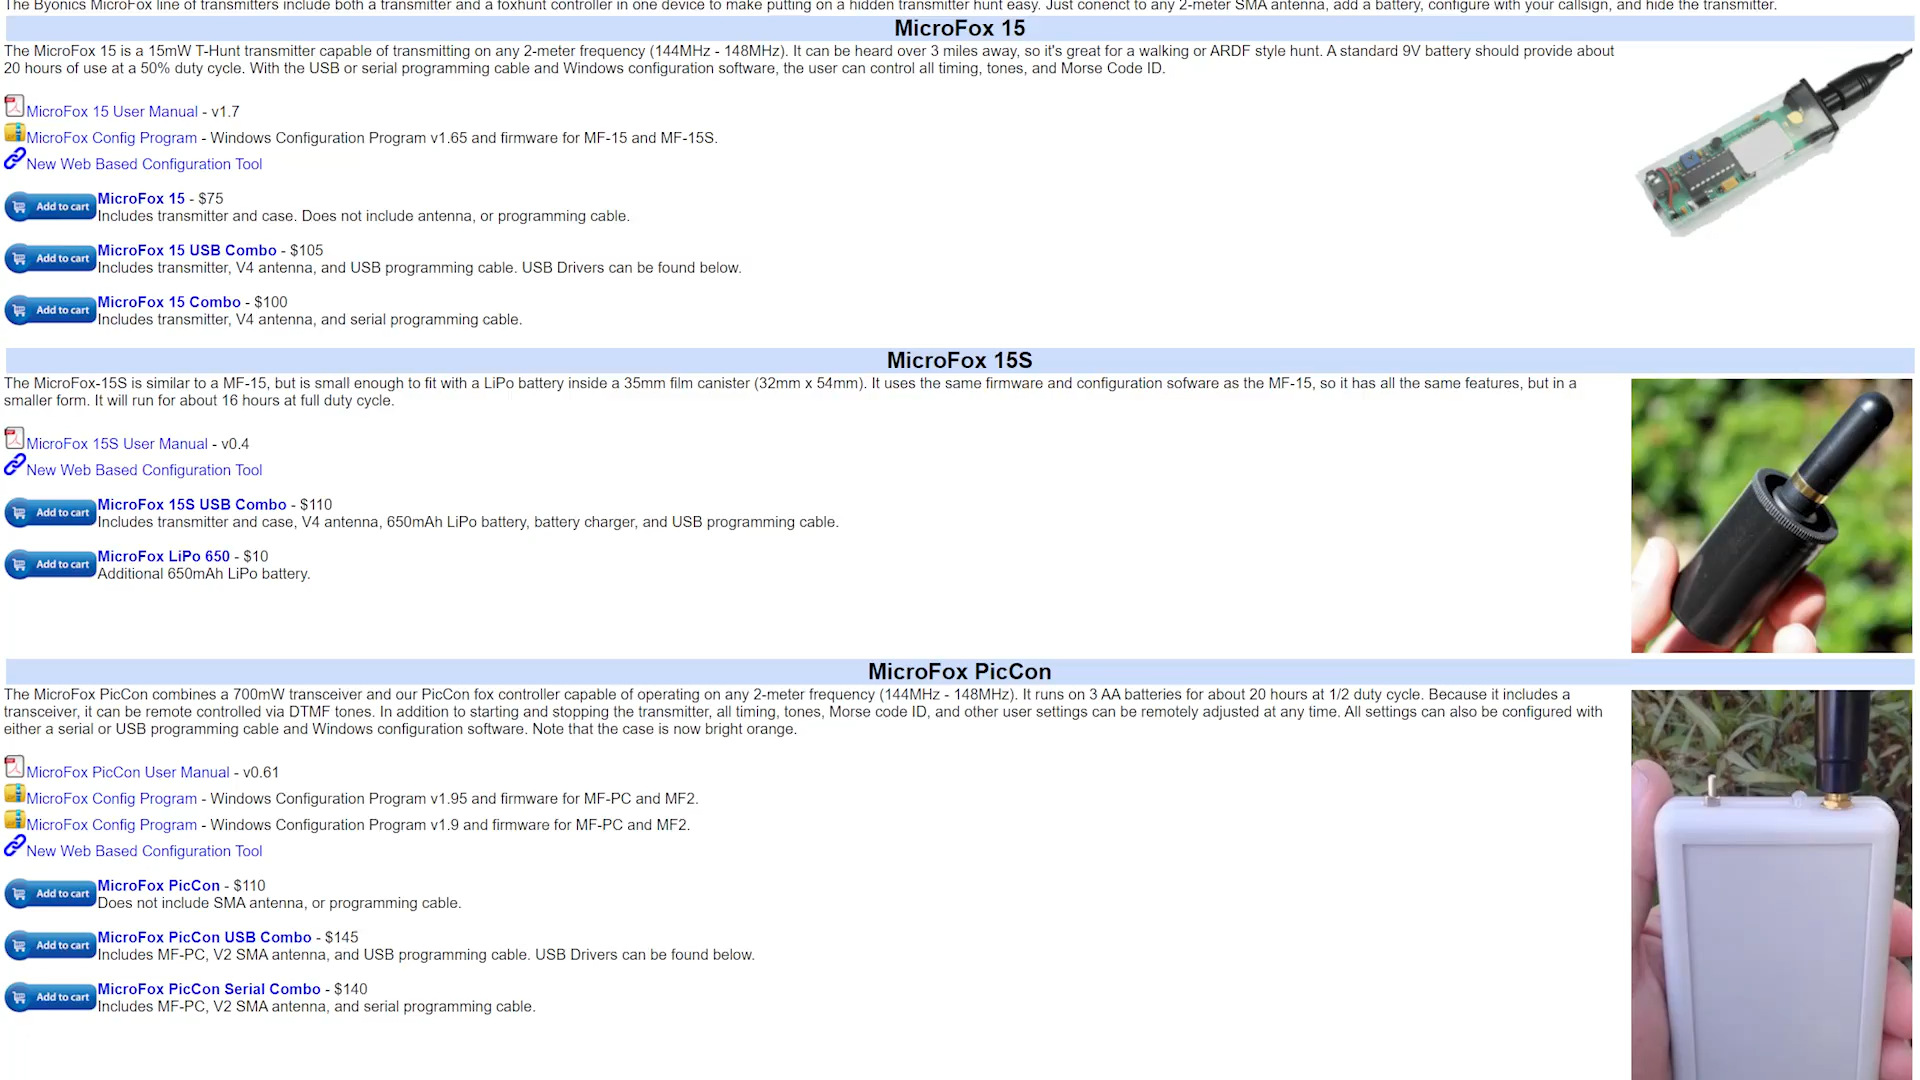 The Byonics MicroFox line of transmitters include both a transmitter and a foxhunt controller in one device to make putting on a hidden transmitter hunt easy. Just conenct to any 2-meter SMA antenna, add a battery, configure with your callsign, and hide the transmitter.
MicroFox 15
The MicroFox 15 is a 15mW T-Hunt transmitter capable of transmitting on any 2-meter frequency (144MHz - 148MHz). It can be heard over 3 miles away, so it's great for a walking or ARDF style hunt. A standard 9V battery should provide about
20 hours of use at a 50% duty cycle. With the USB or serial programming cable and Windows configuration software, the user can control all timing, tones, and Morse Code ID.
MicroFox 15 User Manual - v1.7
MicroFox Config Program - Windows Configuration Program v1.65 and firmware for MF-15 and MF-15S.
New Web Based Configuration Tool
Add to cart MicroFox 15 - $75
Includes transmitter and case. Does not include antenna, or programming cable.
Add to cart MicroFox 15 USB Combo - $105
Includes transmitter, V4 antenna, and USB programming cable. USB Drivers can be found below.
Add to cart MicroFox 15 Combo - $100
Includes transmitter, V4 antenna, and serial programming cable.
MicroFox 15S
The MicroFox-15S is similar to a MF-15, but is small enough to fit with a LiPo battery inside a 35mm film canister (32mm x 54mm). It uses the same firmware and configuration sofware as the MF-15, so it has all the same features, but in a
smaller form. It will run for about 16 hours at full duty cycle.
MicroFox 15S User Manual - v0.4
New Web Based Configuration Tool
Add to cart MicroFox 15S USB Combo - $110
Includes transmitter and case, V4 antenna, 650mAh LiPo battery, battery charger, and USB programming cable.
Add to cart MicroFox LiPo 650 - $10
Additional 650mAh LiPo battery.
MicroFox PicCon
The MicroFox PicCon combines a 700mW transceiver and our PicCon fox controller capable of operating on any 2-meter frequency (144MHz - 148MHz). It runs on 3 AA batteries for about 20 hours at 1/2 duty cycle. Because it includes a
transceiver, it can be remote controlled via DTMF tones. In addition to starting and stopping the transmitter, all timing, tones, Morse code ID, and other user settings can be remotely adjusted at any time. All settings can also be configured with
either a serial or USB programming cable and Windows configuration software. Note that the case is now bright orange.
MicroFox PicCon User Manual - v0.61
MicroFox Config Program - Windows Configuration Program v1.95 and firmware for MF-PC and MF2.
MicroFox Config Program - Windows Configuration Program v1.9 and firmware for MF-PC and MF2.
New Web Based Configuration Tool
Add to cart MicroFox PicCon - $110
Does not include SMA antenna, or programming cable.
Add to cart MicroFox PicCon USB Combo - $145
Includes MF-PC, V2 SMA antenna, and USB programming cable. USB Drivers can be found below.
Add to cart MicroFox PicCon Serial Combo - $140
Includes MF-PC, V2 SMA antenna, and serial programming cable.